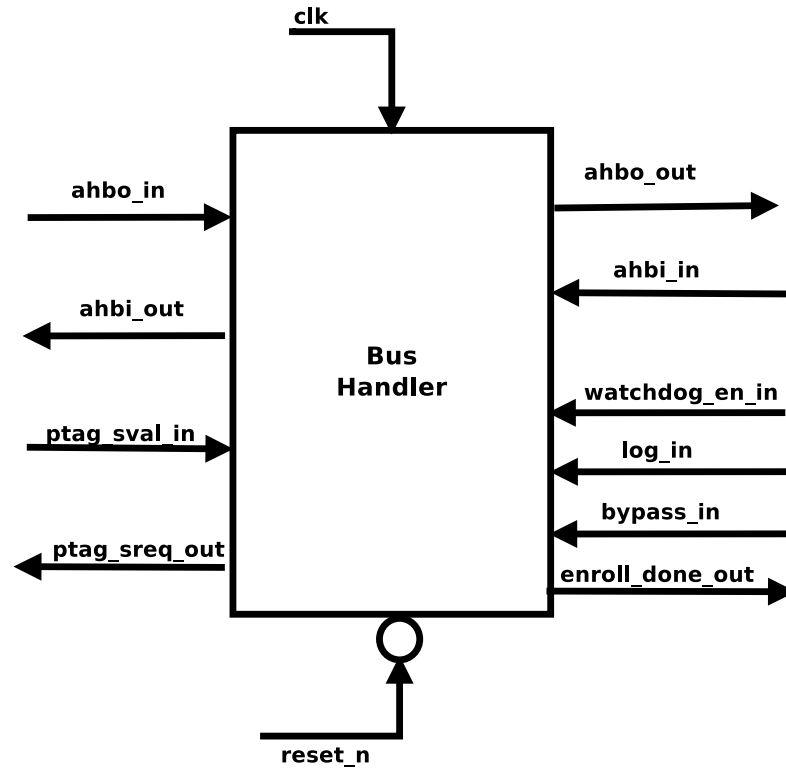 clk
ahbo_in
ahbo_out
ahbi_in
ahbi_out
Bus
Handler
watchdog_en_in
ptag_sval_in
log_in
bypass_in
ptag_sreq_out
enroll_done_out
reset_n